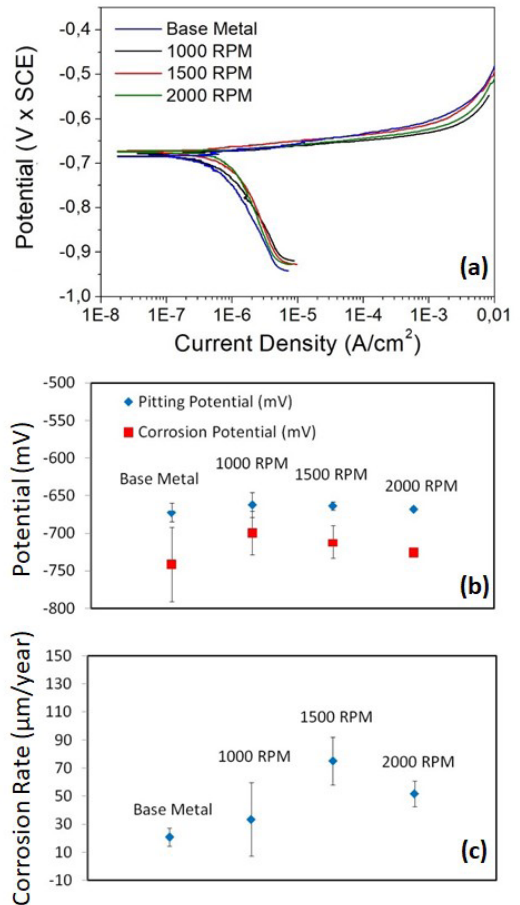 -0,4
-0,5
-0,6
-0,7
-0,8
-0,9
-1,0
Potential (V x SCE)
Base Metal
1000 RPM
1500 RPM
2000 RPM
(a)
1E-8 1E-7 1E-6 1E-5 1E-4 1E-3 0,01
Current Density (A/cm²)
-500
-550
-600
-650
-700
-750
-800
Potential (mV)
Pitting Potential (mV)
Corrosion Potential (mV)
Base Metal
1000 RPM
1500 RPM
2000 RPM
(b)
150
130
110
90
70
50
30
10
-10
Corrosion Rate (µm/year)
Base Metal
1000 RPM
1500 RPM
2000 RPM
(c)